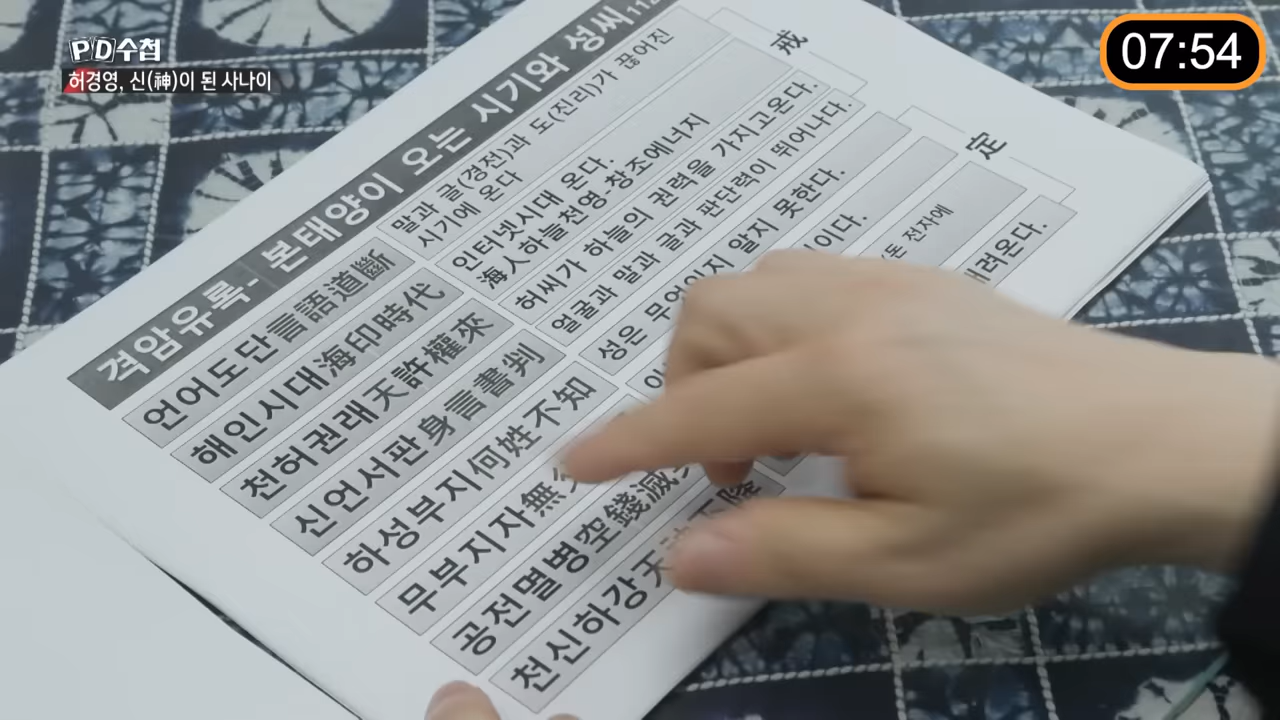 PD수첩
허경영, 신(神)이 된 사나이
07:54
격암유록- 본태양이 오는 시기와 성씨
언어도단言語道斷
말과 글(경전)과 도(진리)가 끊어진
시기에 온다
해인시대海印時代
인터넷시대 온다.
海人하늘천영 창조에너지
천허권래天許權來
허씨가 하늘의 권력을 가지고온다.
신언서판身言書判
얼굴과 말과 글과 판단력이 뛰어나다.
하성부지何姓不知
성은 무엇인지 알지 못한다.
무부지자無
이다.
공전멸병空錢滅
돈 전자에
천신하강天
내려온다.
戒
定